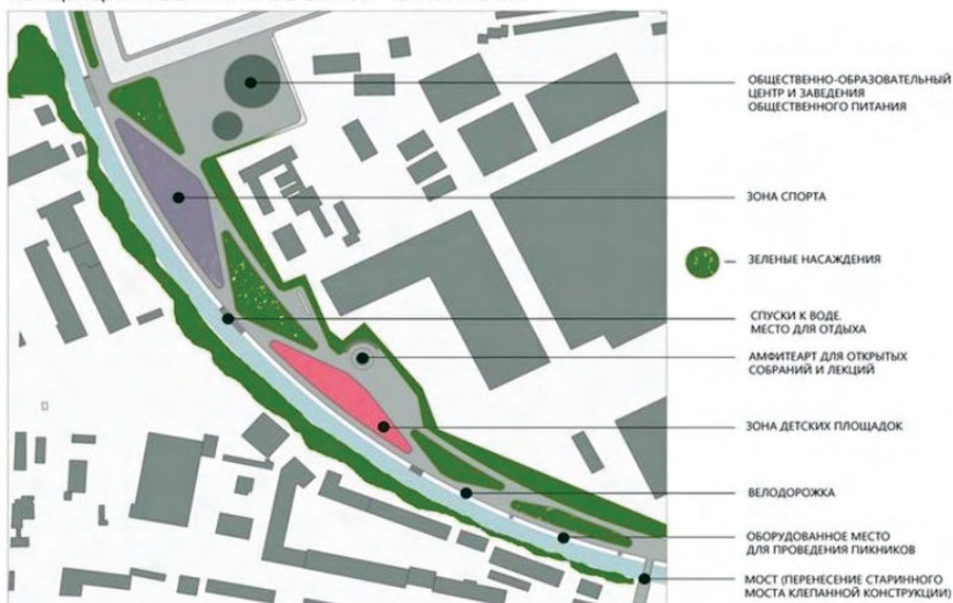 ОБЩЕСТВЕННО-ОБРАЗОВАТЕЛЬНЫЙ
ЦЕНТР И ЗАВЕДЕНИЯ
ОБЩЕСТВЕННОГО ПИТАНИЯ
ЗОНА СПОРТА
ЗЕЛЕНЫЕ НАСАЖДЕНИЯ
СПУСКИ К ВОДЕ.
МЕСТО ДЛЯ ОТДЫХА
АМФИТЕАРТ ДЛЯ ОТКРЫТЫХ
СОБРАНИЙ И ЛЕКЦИЙ
ЗОНА ДЕТСКИХ ПЛОЩАДОК
ВЕЛОДОРОЖКА
ОБОРУДОВАННОЕ МЕСТО
ДЛЯ ПРОВЕДЕНИЯ ПИКНИКОВ
МОСТ (ПЕРЕНЕСЕНИЕ СТАРИННОГО
МОСТА КЛЕПАННОЙ КОНСТРУКЦИИ)